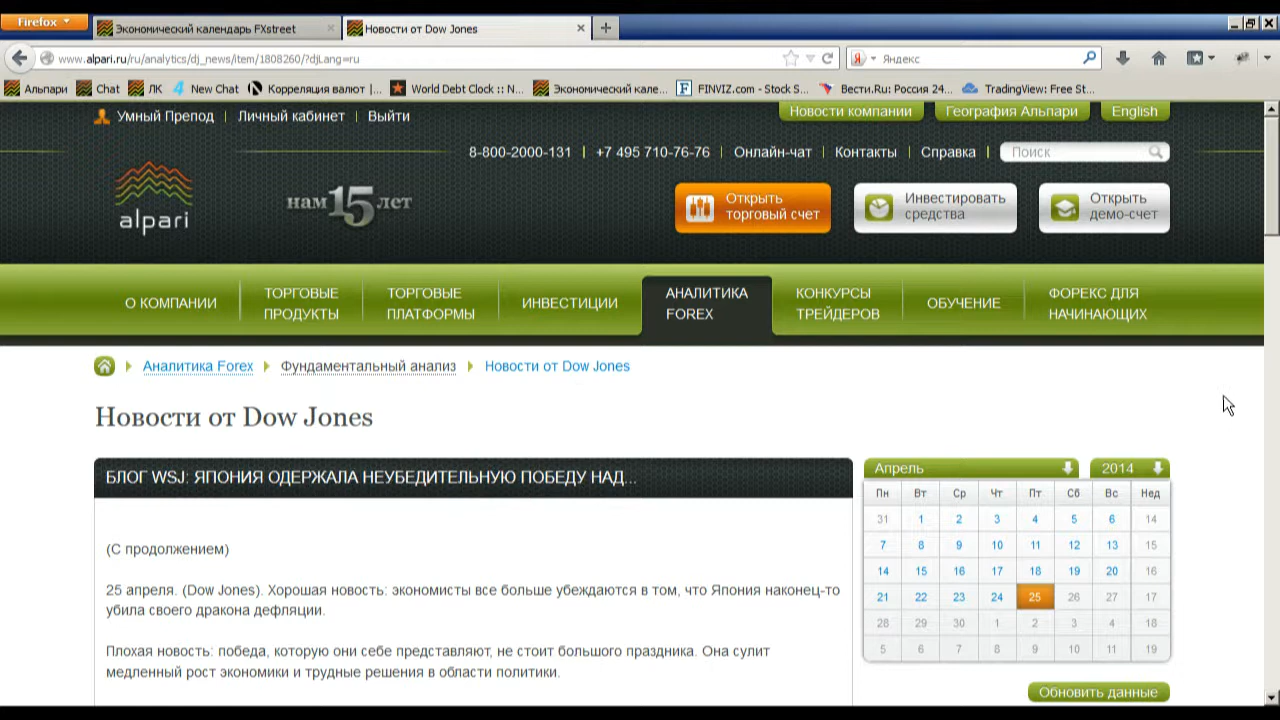 Firefox
Экономический календарь FXstreet
Новости от Dow Jones
www.alpari.ru/ru/analytics/dj_news/item/1808260/?djLang=ru
Яндекс
Альпари
Chat
ЛК
New Chat
Корреляция валют |...
World Debt Clock :: N...
Экономический кале...
FINVIZ.com - Stock S...
Вести.Ru: Россия 24...
TradingView: Free St...
Умный Препод | Личный кабинет | Выйти
Новости компании
География Альпари
English
8-800-2000-131 | +7 495 710-76-76 | Онлайн-чат | Контакты | Справка |
Поиск
alpari
нам 15 лет
Открыть
торговый счет
Инвестировать
средства
Открыть
демо-счет
О КОМПАНИИ
ТОРГОВЫЕ
ПРОДУКТЫ
ТОРГОВЫЕ
ПЛАТФОРМЫ
ИНВЕСТИЦИИ
АНАЛИТИКА
FOREX
КОНКУРСЫ
ТРЕЙДЕРОВ
ОБУЧЕНИЕ
ФОРЕКС ДЛЯ
НАЧИНАЮЩИХ
Аналитика Forex
Фундаментальный анализ
Новости от Dow Jones
Новости от Dow Jones
БЛОГ WSJ: ЯПОНИЯ ОДЕРЖАЛА НЕУБЕДИТЕЛЬНУЮ ПОБЕДУ НАД...
(С продолжением)
25 апреля. (Dow Jones). Хорошая новость: экономисты все больше убеждаются в том, что Япония наконец-то
убила своего дракона дефляции.
Плохая новость: победа, которую они себе представляют, не стоит большого праздника. Она сулит
медленный рост экономики и трудные решения в области политики.
Апрель
2014
Пн Вт Ср Чт Пт Сб Вс Нед
31 1 2 3 4 5 6 14
7 8 9 10 11 12 13 15
14 15 16 17 18 19 20 16
21 22 23 24 25 26 27 17
28 29 30 1 2 3 4 18
5 6 7 8 9 10 11 19
Обновить данные